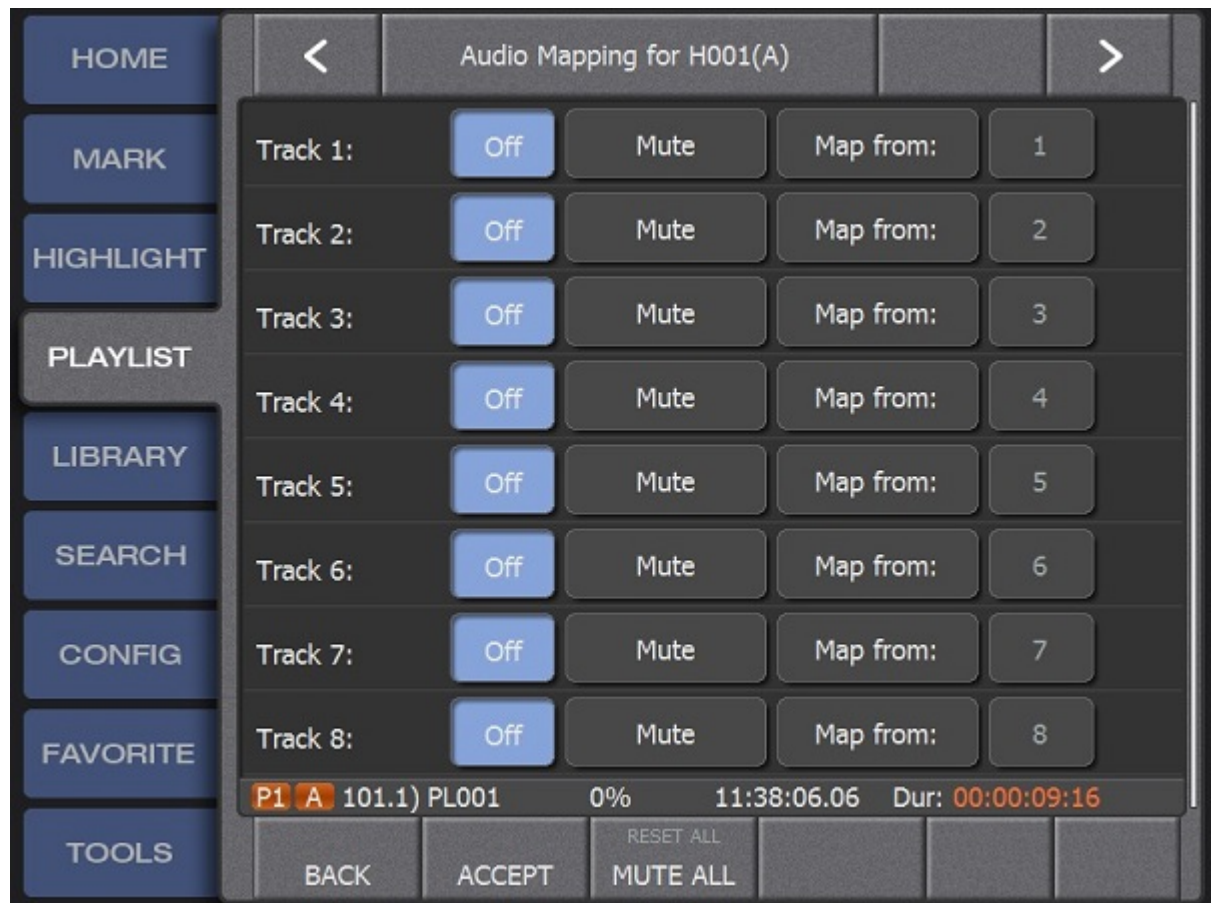 HOME
MARK
HIGHLIGHT
PLAYLIST
LIBRARY
SEARCH
CONFIG
FAVORITE
TOOLS
< Audio Mapping for H001(A) >
Track 1: Off Mute Map from: 1
Track 2: Off Mute Map from: 2
Track 3: Off Mute Map from: 3
Track 4: Off Mute Map from: 4
Track 5: Off Mute Map from: 5
Track 6: Off Mute Map from: 6
Track 7: Off Mute Map from: 7
Track 8: Off Mute Map from: 8
P1 A 101.1) PL001 0% 11:38:06.06 Dur: 00:00:09:16
RESET ALL
BACK ACCEPT MUTE ALL